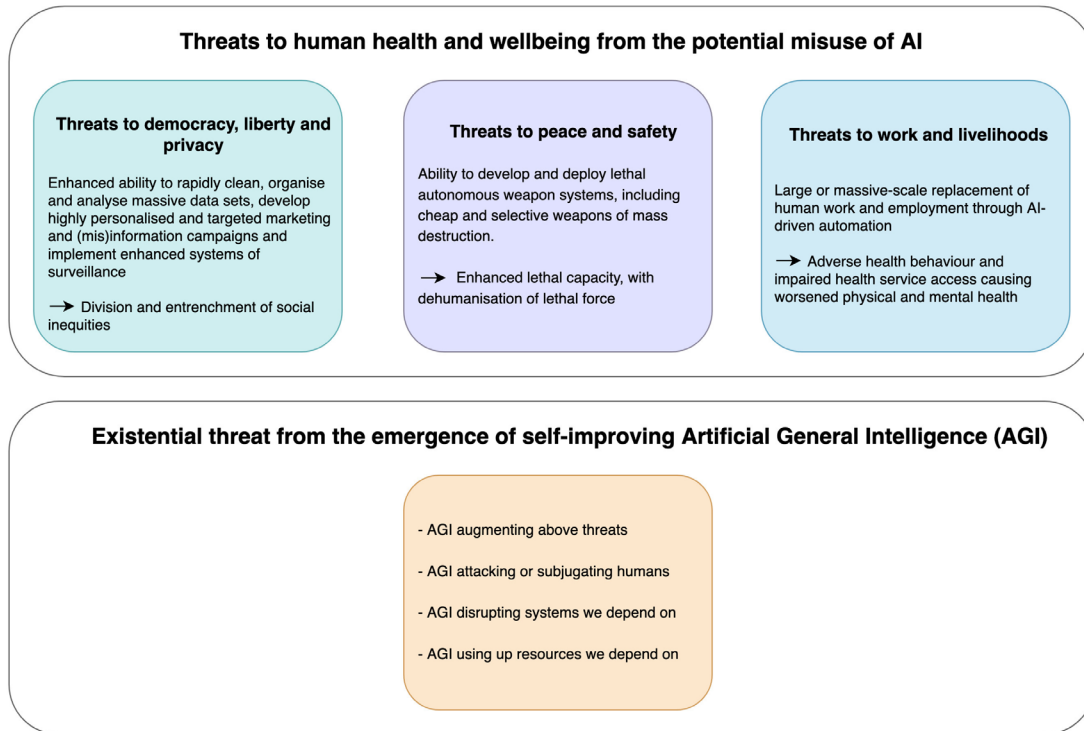 Threats to human health and wellbeing from the potential misuse of AI
Threats to democracy, liberty and
privacy
Enhanced ability to rapidly clean, organise
and analyse massive data sets, develop
highly personalised and targeted marketing
and (mis)information campaigns and
implement enhanced systems of
surveillance
→ Division and entrenchment of social
inequities
Threats to peace and safety
Ability to develop and deploy lethal
autonomous weapon systems, including
cheap and selective weapons of mass
destruction.
→ Enhanced lethal capacity, with
dehumanisation of lethal force
Threats to work and livelihoods
Large or massive-scale replacement of
human work and employment through AI-
driven automation
→ Adverse health behaviour and
impaired health service access causing
worsened physical and mental health
Existential threat from the emergence of self-improving Artificial General Intelligence (AGI)
- AGI augmenting above threats
- AGI attacking or subjugating humans
- AGI disrupting systems we depend on
- AGI using up resources we depend on